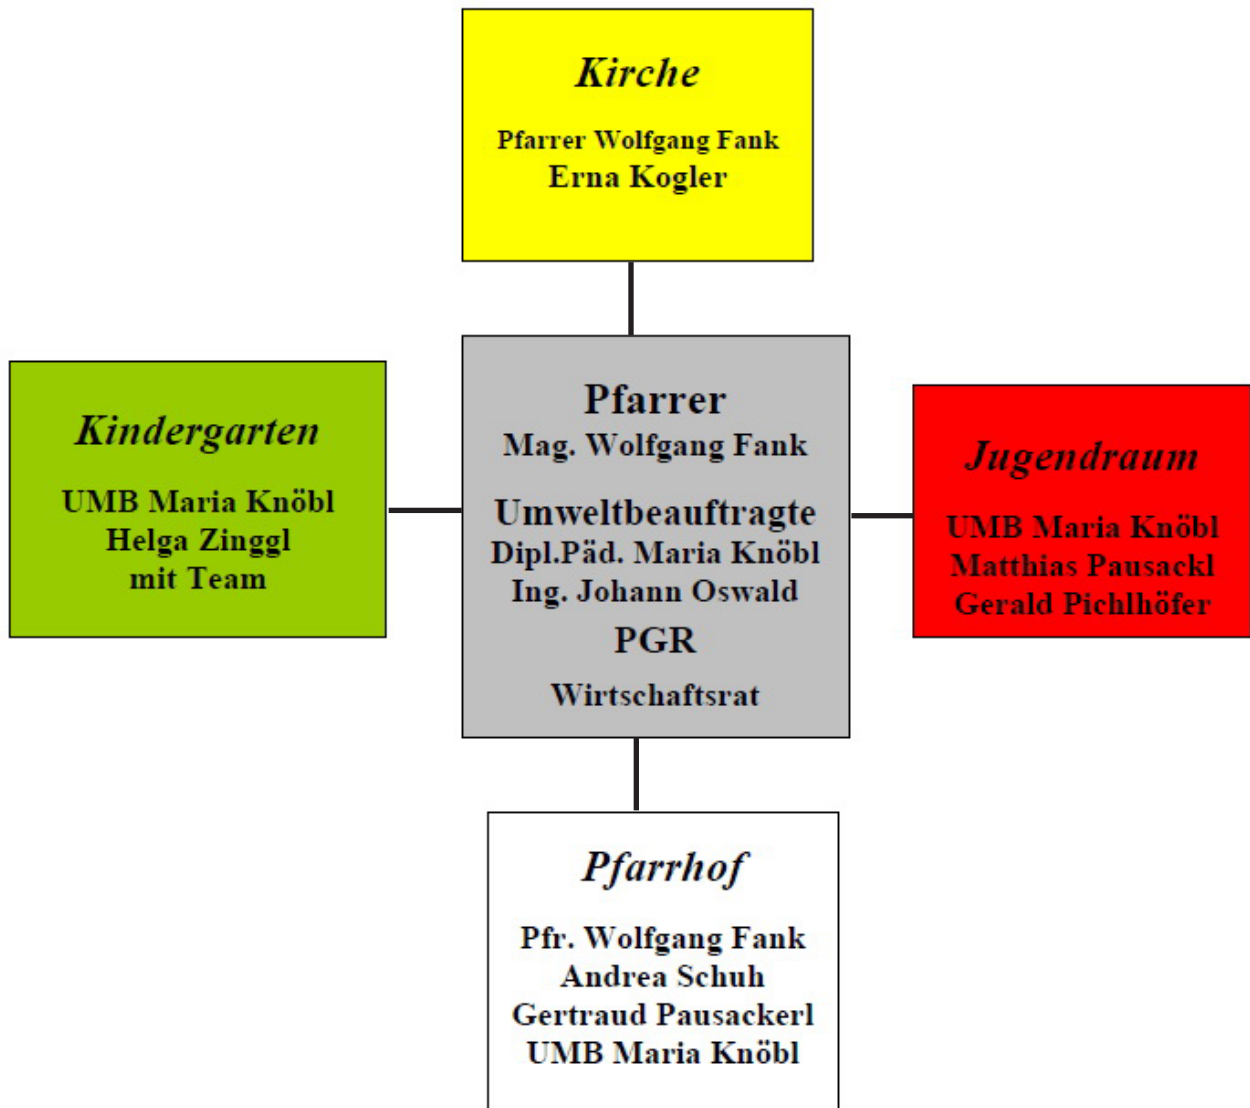 Kirche
Pfarrer Wolfgang Fank
Erna Kogler
Kindergarten
UMB Maria Knöbl
Helga Zinggl
mit Team
Pfarrer
Mag. Wolfgang Fank
Umweltbeauftragte
Dipl.Päd. Maria Knöbl
Ing. Johann Oswald
PGR
Wirtschaftsrat
Jugendraum
UMB Maria Knöbl
Matthias Pausackl
Gerald Pichlhöfer
Pfarrhof
Pfr. Wolfgang Fank
Andrea Schuh
Gertraud Pausackerl
UMB Maria Knöbl